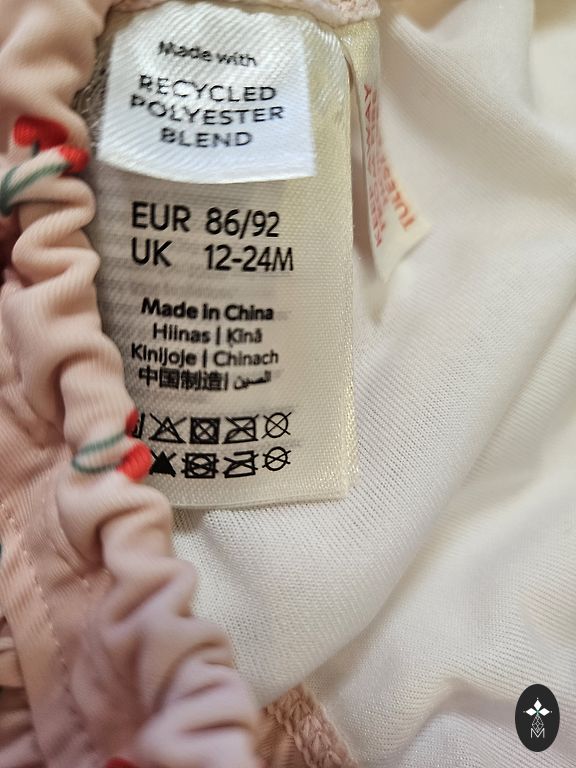 Made with
RECYCLED
POLYESTER
BLEND
EUR 86/92
UK 12-24M
Made in China
Hiinas | Ķīnā
Kinijoje | Chinach
中国制造 | الصين